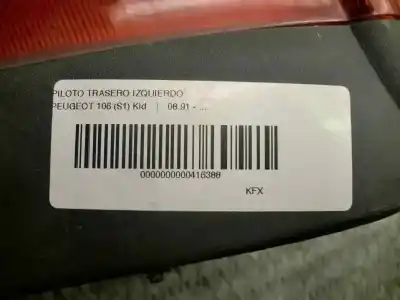 PILOTO TRASERO IZQUIERDO
PEUGEOT 106 (S1) Kid | 08.91 - ...
0000000000416388
KFX